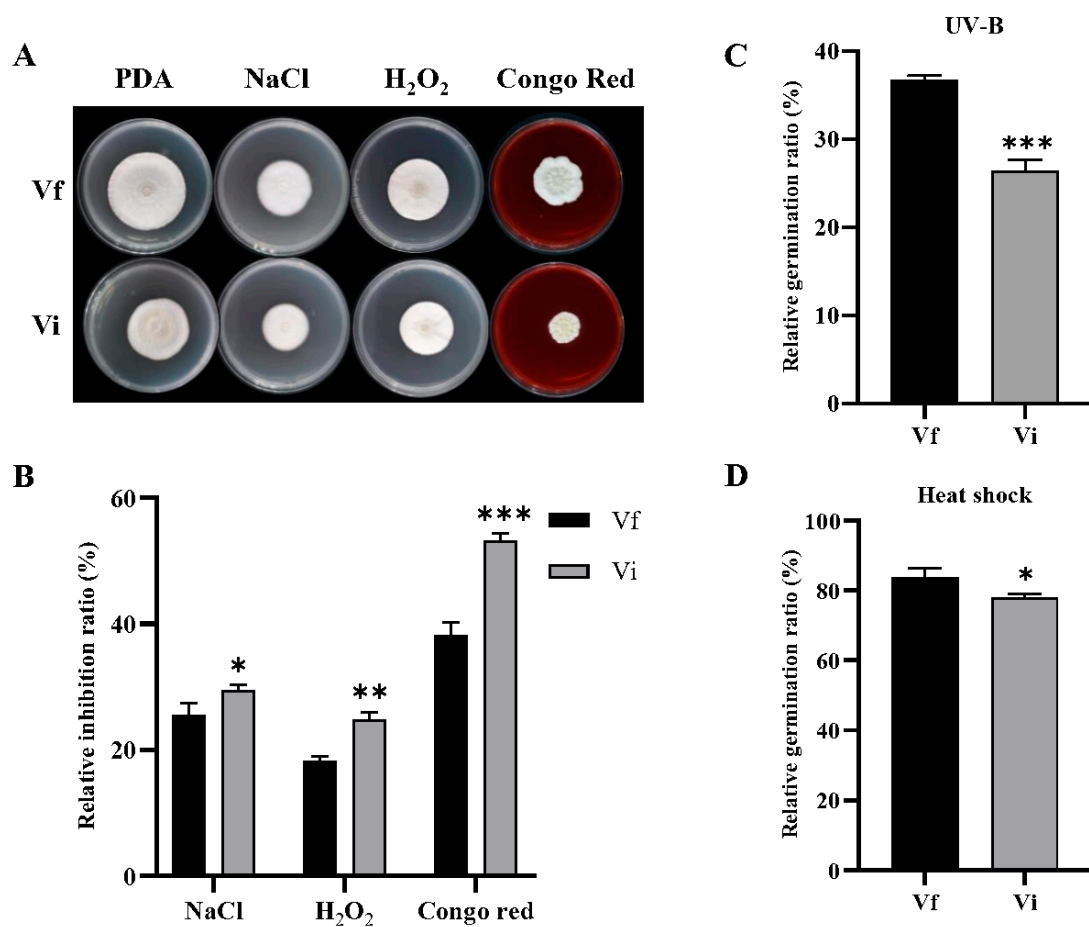 A
PDA NaCl H₂O₂ Congo Red
Vf
Vi
B
Relative inhibition ratio (%)
60
40
20
0
*
**
***
Vf
Vi
NaCl H₂O₂ Congo red
C
UV-B
Relative germination ratio (%)
40
30
20
10
0
***
Vf Vi
D
Heat shock
Relative germination ratio (%)
100
80
60
40
20
0
*
Vf Vi